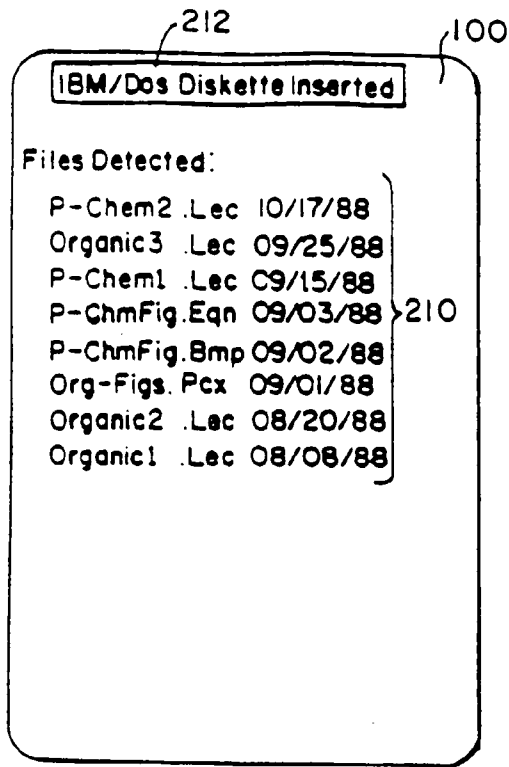 212
100
IBM/Dos Diskette Inserted
Files Detected:
P-Chem2 .Lec 10/17/88
Organic3 .Lec 09/25/88
P-Chem1 .Lec 09/15/88
P-ChmFig.Eqn 09/03/88
210
P-ChmFig.Bmp 09/02/88
Org-Figs. Pcx 09/01/88
Organic2 .Lec 08/20/88
Organic1 .Lec 08/08/88